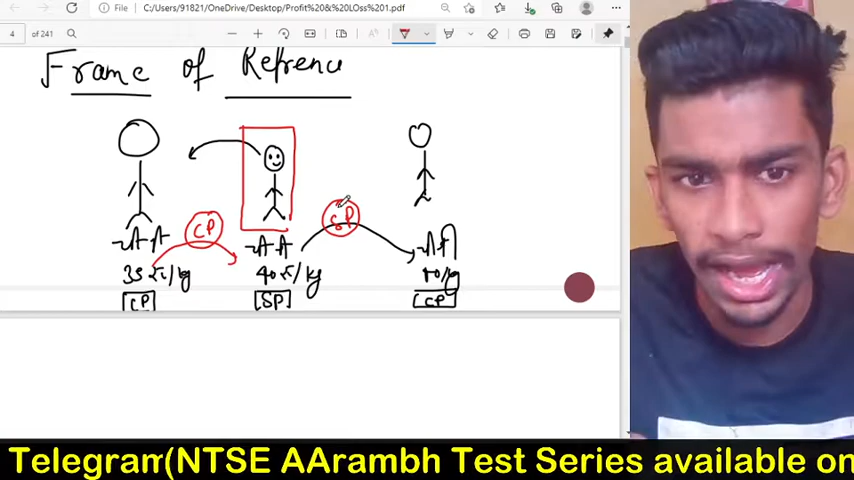 File
C:/Users/91821/OneDrive/Desktop/Profit%20&%20LOss%201.pdf
4
of 241
Frame of Refrence
CP
SP
35 /kg
40 /kg
CP
SP
CP
Telegram(NTSE AArambh Test Series available on